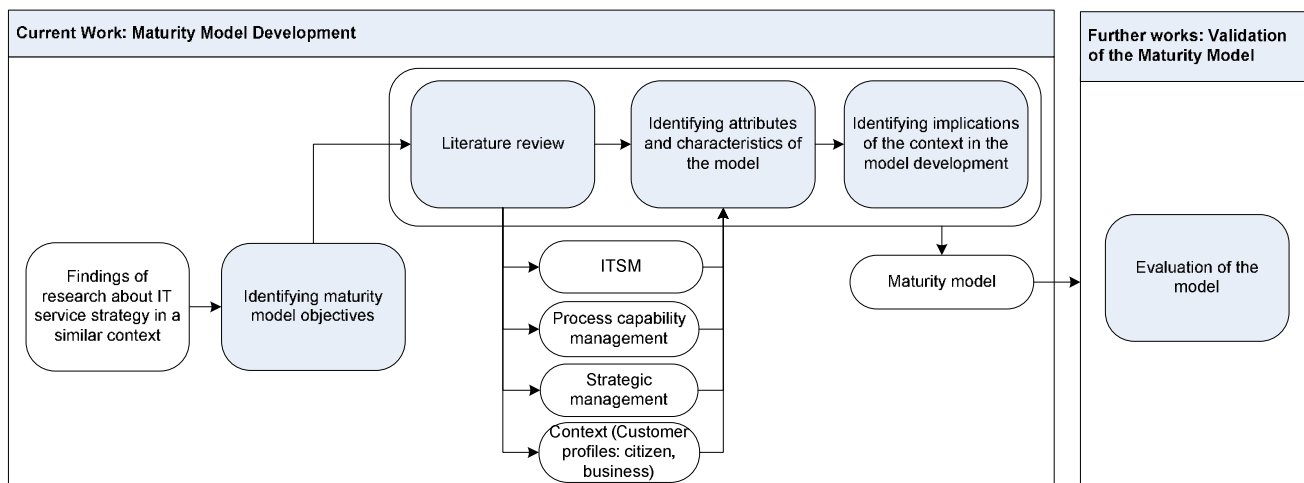 Current Work: Maturity Model Development
Further works: Validation
of the Maturity Model
Literature review
Identifying attributes
and characteristics of
the model
Identifying implications
of the context in the
model development
Findings of
research about IT
service strategy in a
similar context
Identifying maturity
model objectives
ITSM
Process capability
management
Strategic
management
Context (Customer
profiles: citizen,
business)
Maturity model
Evaluation of the
model